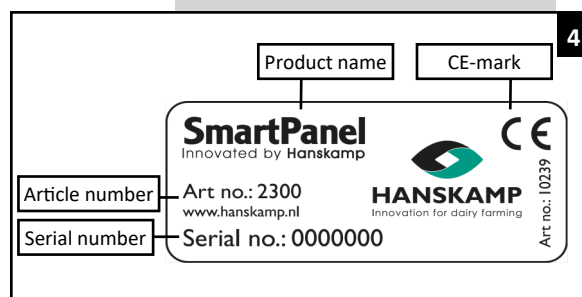 4
Product name
CE-mark
SmartPanel
Innovated by Hanskamp
CE
Article number
Art no.: 2300
www.hanskamp.nl
HANSKAMP
Innovation for dairy farming
Art no.: 10239
Serial number
Serial no.: 0000000